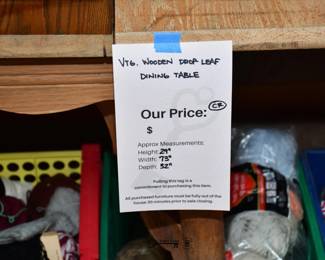 VTG. WOODEN DROP LEAF
DINING TABLE
Our Price: CR
$
Approx Measurements:
Height: 29"
Width: 73"
Depth: 32"
Pulling this tag is a
commitment to purchasing this item.
All purchased furniture must be fully out of the
house 30 minutes prior to sale closing.